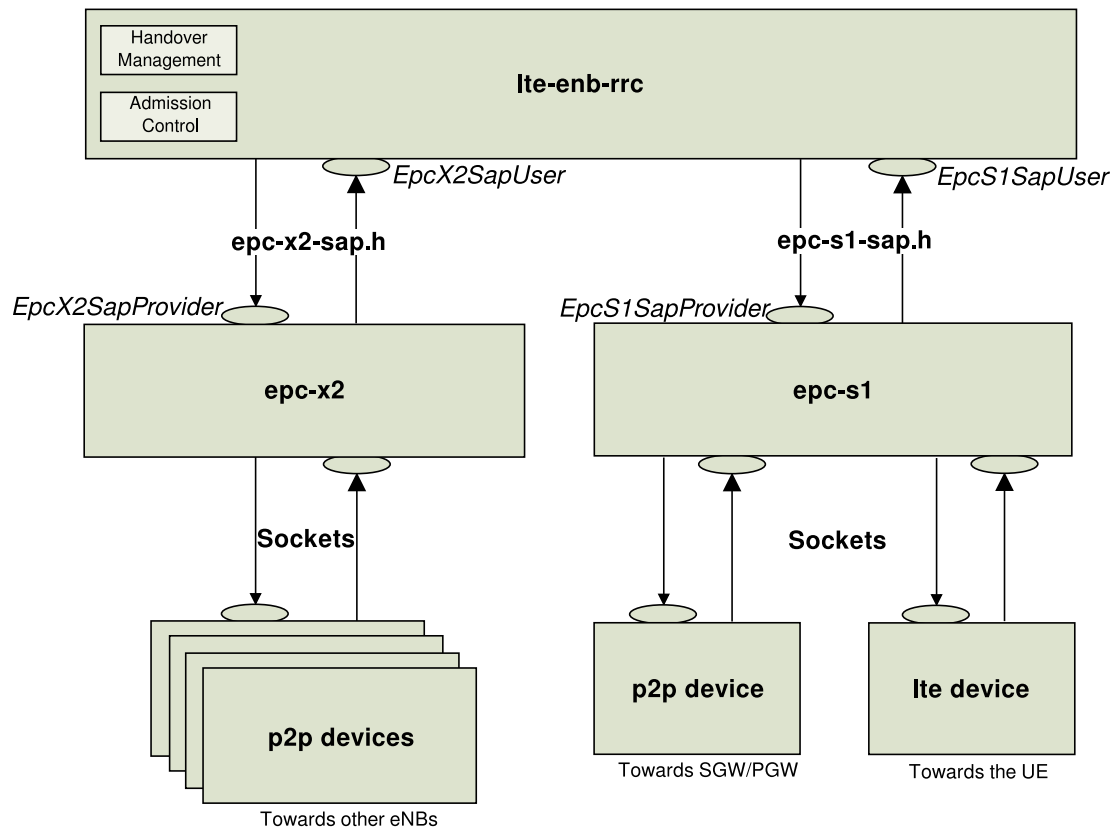 Handover
Management
lte-enb-rrc
Admission
Control
EpcX2SapUser
EpcS1SapUser
epc-x2-sap.h
epc-s1-sap.h
EpcX2SapProvider
EpcS1SapProvider
epc-x2
epc-s1
Sockets
Sockets
p2p devices
p2p device
lte device
Towards SGW/PGW
Towards the UE
Towards other eNBs